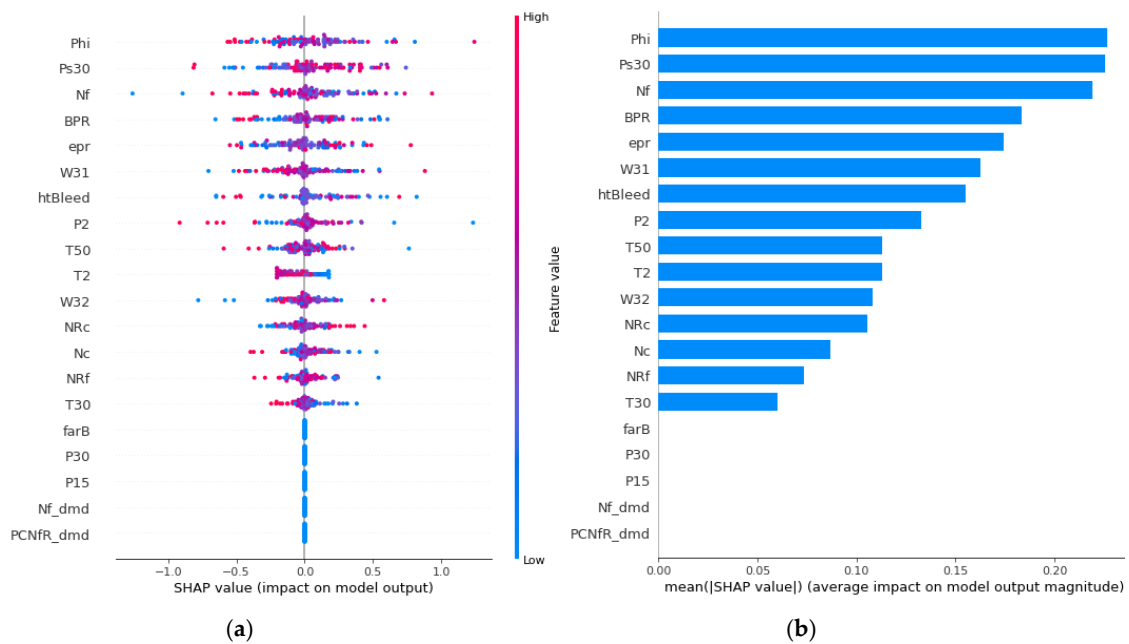 High
Phi
Ps30
Nf
BPR
epr
W31
htBleed
P2
T50
T2
W32
NRc
Nc
NRf
T30
farB
P30
P15
Nf_dmd
PCNfR_dmd
Feature value
Low
−1.0 −0.5 0.0 0.5 1.0
SHAP value (impact on model output)
(a)
Phi
Ps30
Nf
BPR
epr
W31
htBleed
P2
T50
T2
W32
NRc
Nc
NRf
T30
farB
P30
P15
Nf_dmd
PCNfR_dmd
0.00 0.05 0.10 0.15 0.20
mean(|SHAP value|) (average impact on model output magnitude)
(b)